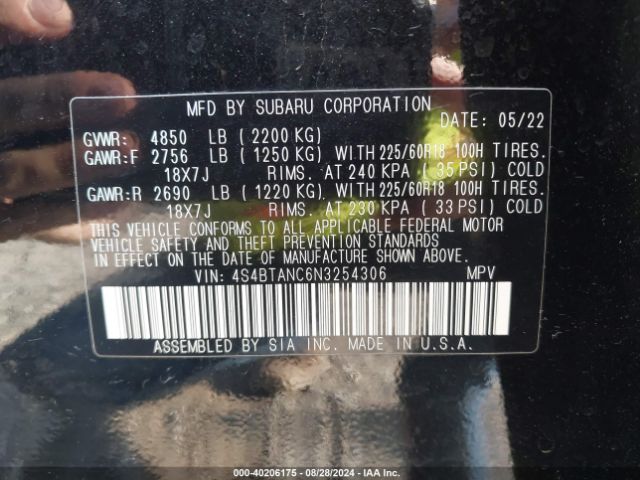 MFD BY SUBARU CORPORATION
DATE: 05/22
GVWR: 4850 LB (2200 KG)
GAWR:F 2756 LB (1250 KG), WITH 225/60R18 100H TIRES.
18X7J RIMS. AT 240 KPA ( 35 PSI) COLD
GAWR:R 2690 LB (1220 KG), WITH 225/60R18 100H TIRES.
18X7J RIMS. AT 230 KPA ( 33 PSI) COLD
THIS VEHICLE CONFORMS TO ALL APPLICABLE FEDERAL MOTOR
VEHICLE SAFETY AND THEFT PREVENTION STANDARDS
IN EFFECT ON THE DATE OF MANUFACTURE SHOWN ABOVE.
VIN: 4S4BTANC6N3254306 MPV
ASSEMBLED BY SIA INC. MADE IN U.S.A.
000-40206175 - 08/28/2024 - IAA Inc.